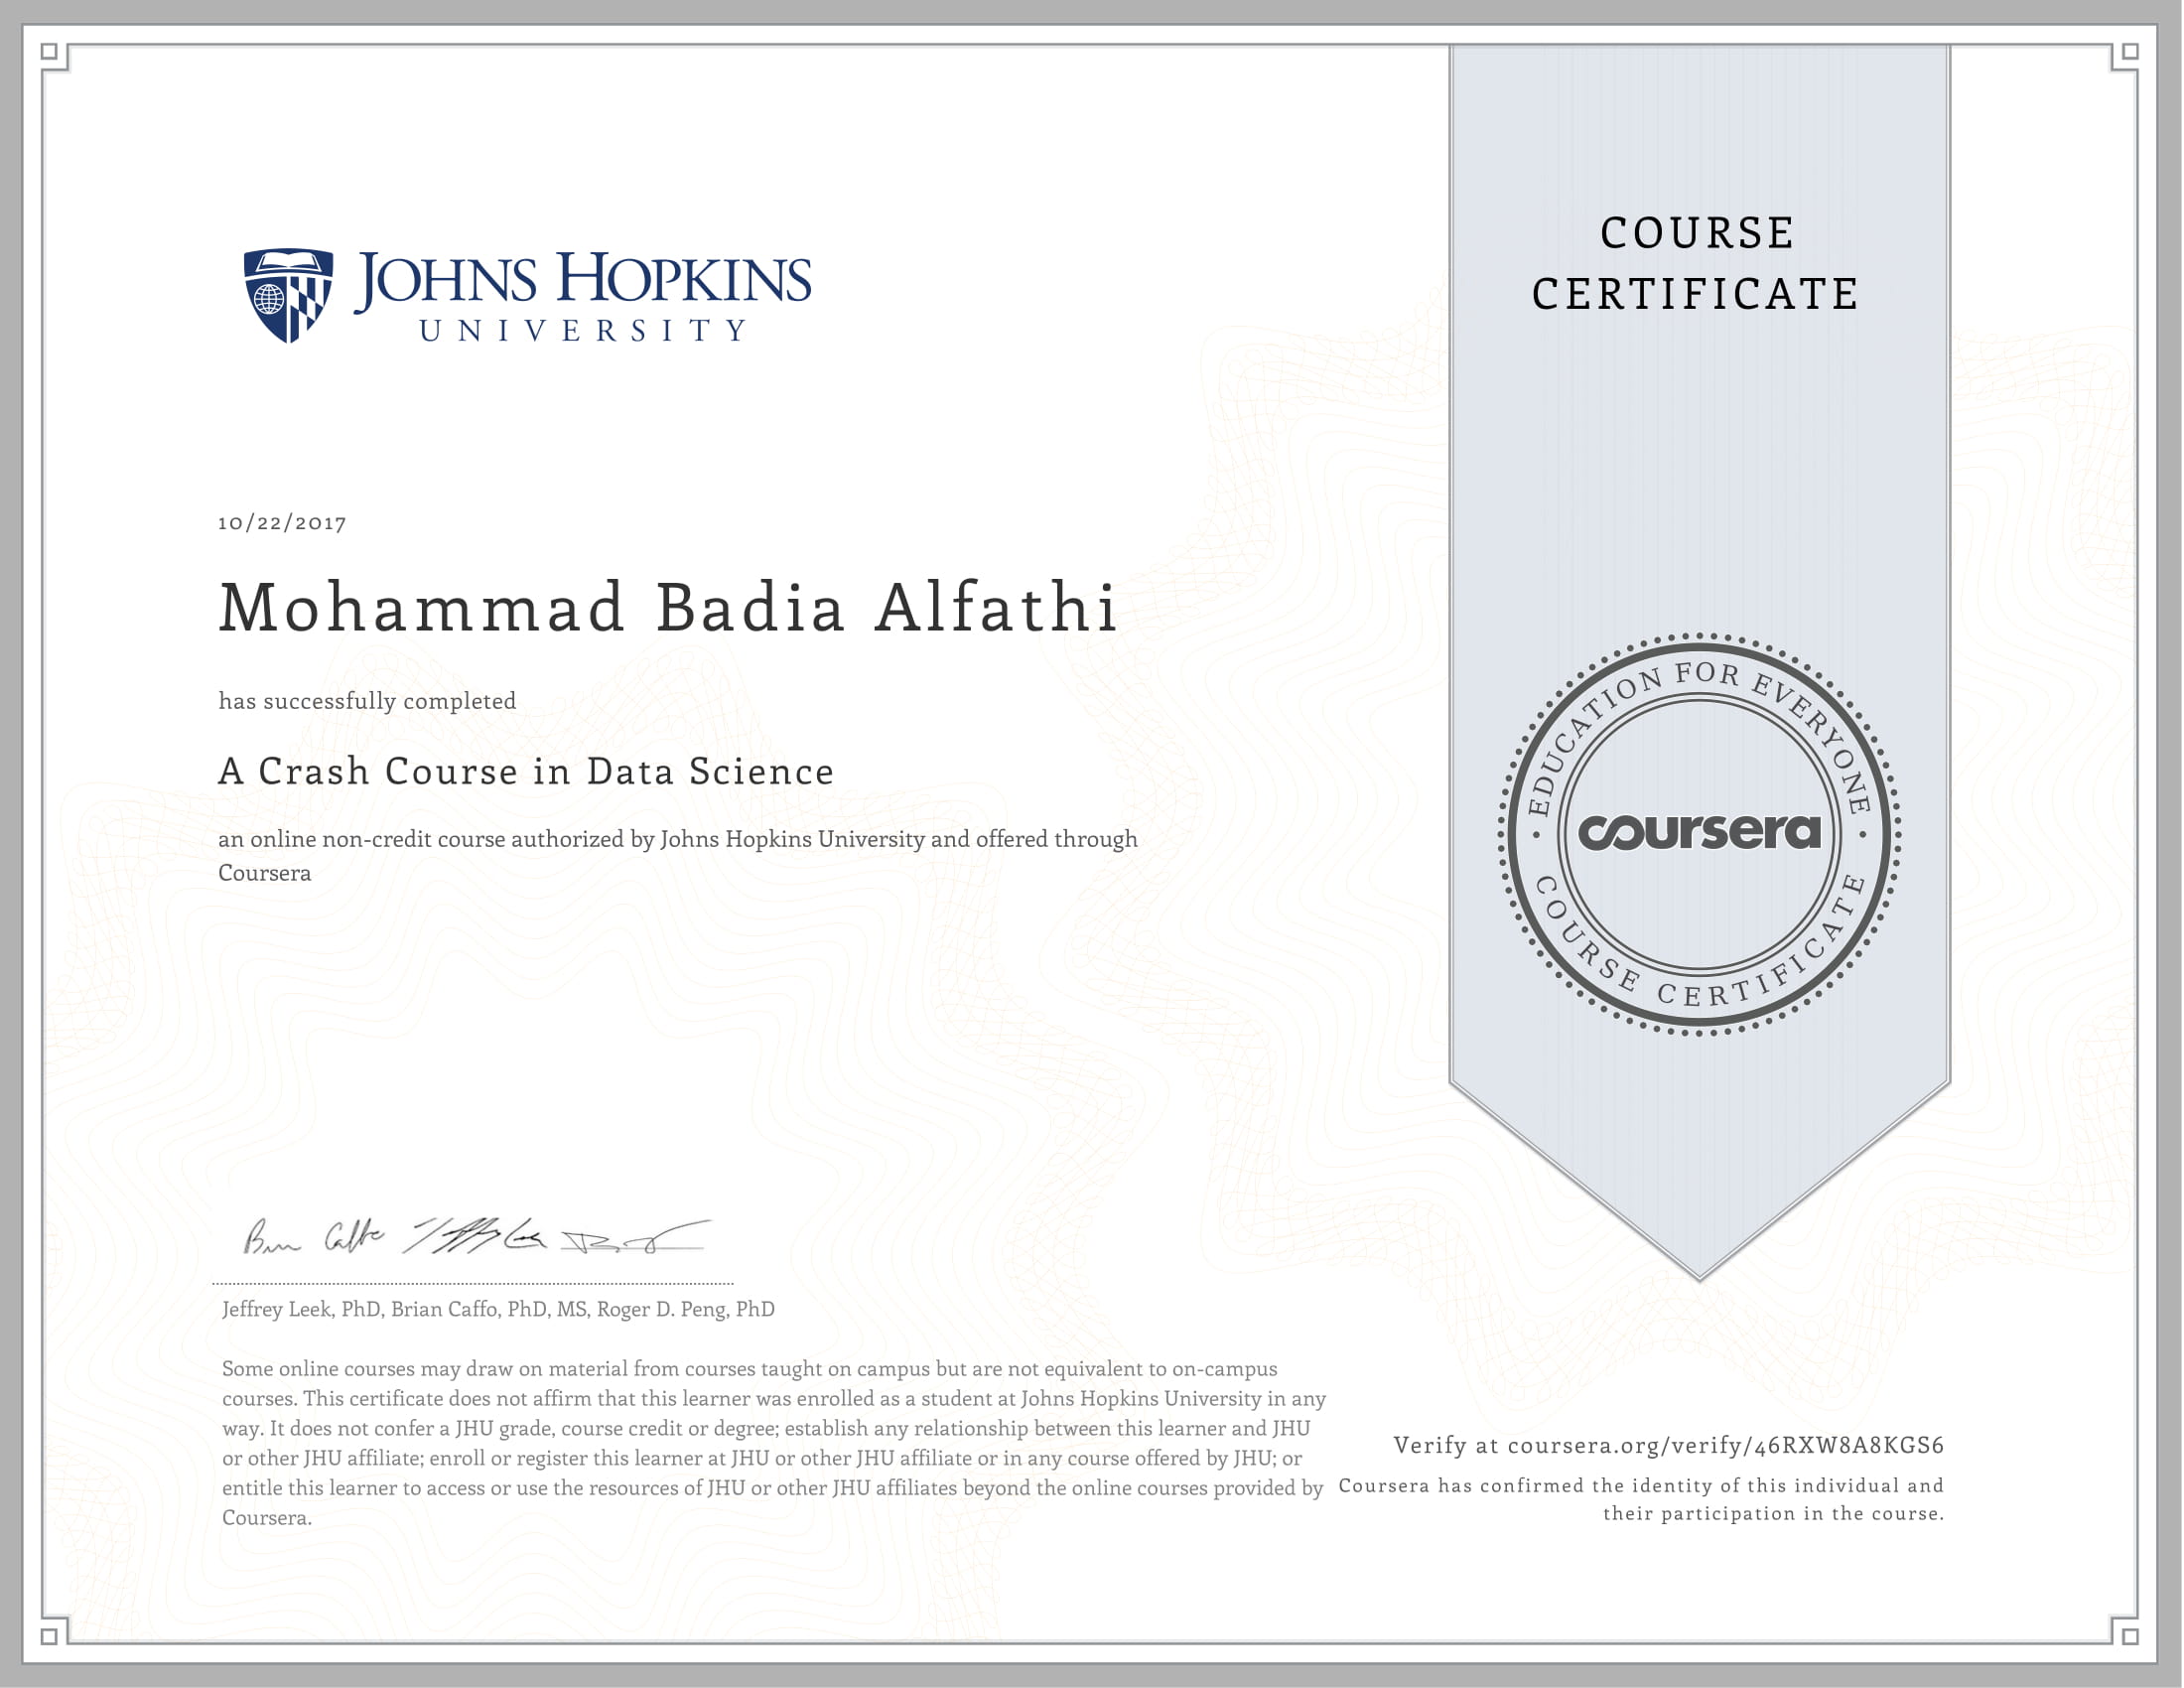 JOHNS HOPKINS
UNIVERSITY
COURSE
CERTIFICATE
10/22/2017
Mohammad Badia Alfathi
has successfully completed
A Crash Course in Data Science
an online non-credit course authorized by Johns Hopkins University and offered through
Coursera
EDUCATION FOR EVERYONE
coursera
COURSE CERTIFICATE
Jeffrey Leek, PhD, Brian Caffo, PhD, MS, Roger D. Peng, PhD
Some online courses may draw on material from courses taught on campus but are not equivalent to on-campus
courses. This certificate does not affirm that this learner was enrolled as a student at Johns Hopkins University in any
way. It does not confer a JHU grade, course credit or degree; establish any relationship between this learner and JHU
or other JHU affiliate; enroll or register this learner at JHU or other JHU affiliate or in any course offered by JHU; or
entitle this learner to access or use the resources of JHU or other JHU affiliates beyond the online courses provided by
Coursera.
Verify at coursera.org/verify/46RXW8A8KGS6
Coursera has confirmed the identity of this individual and
their participation in the course.